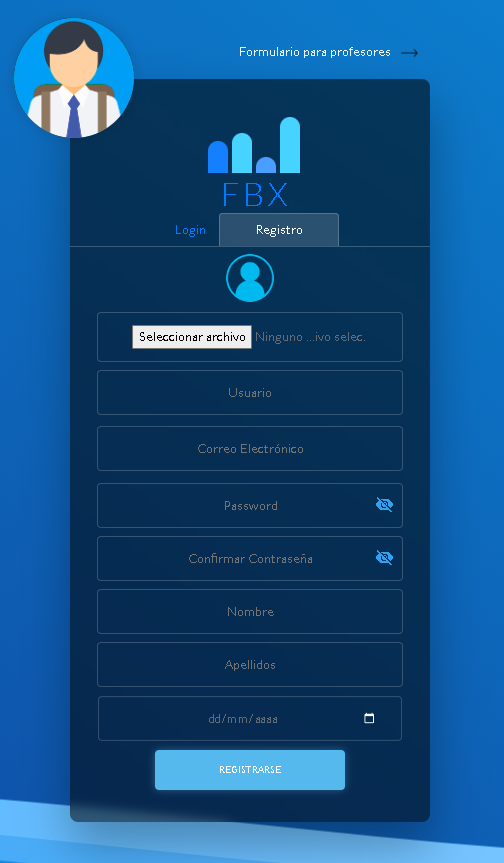 Formulario para profesores
FBX
Login Registro
Seleccionar archivo Ninguno ...ivo selec.
Usuario
Correo Electrónico
Password
Confirmar Contraseña
Nombre
Apellidos
dd/mm/aaaa
REGISTRARSE